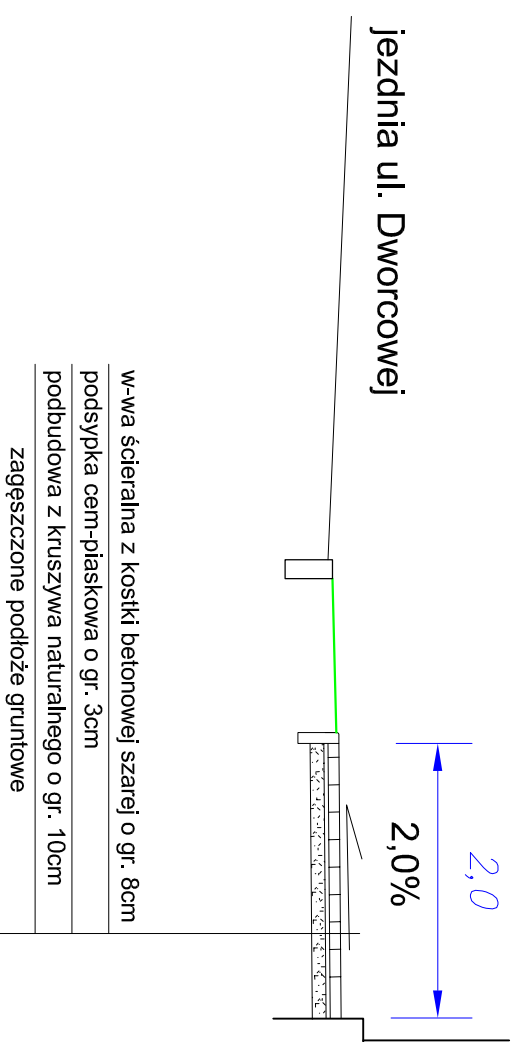 2,0
2,0%
jezdnia ul. Dworcowej
w-wa ścieralna z kostki betonowej szarej o gr. 8cm
podsypka cem-piaskowa o gr. 3cm
podbudowa z kruszywa naturalnego o gr. 10cm
zagęszczone podłoże gruntowe